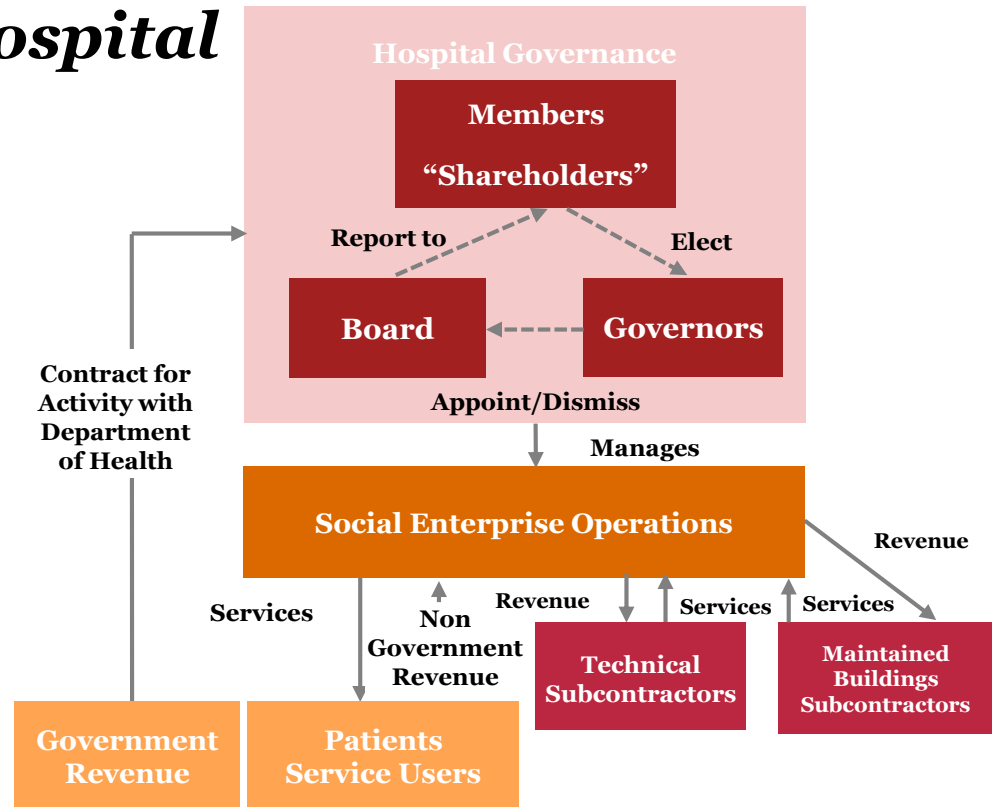 ospital
Hospital Governance
Members
“Shareholders”
Report to
Elect
Board
Governors
Appoint/Dismiss
Contract for
Activity with
Department
of Health
Manages
Social Enterprise Operations
Revenue
Services
Non
Government
Revenue
Revenue
Services
Services
Technical
Subcontractors
Maintained
Buildings
Subcontractors
Government
Revenue
Patients
Service Users